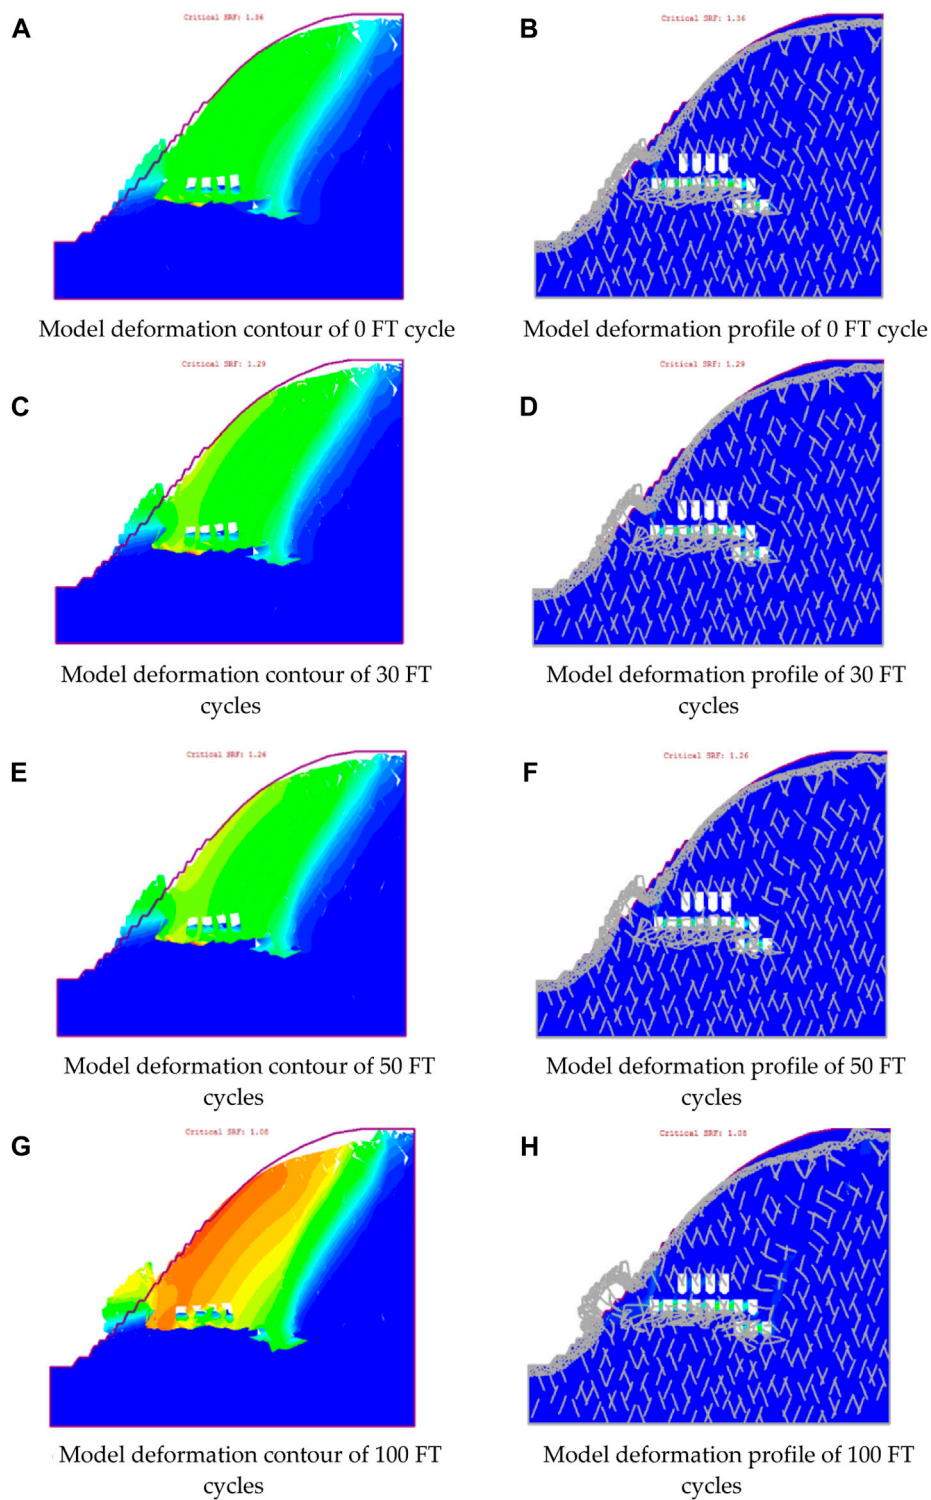 A
Critical SRF: 1.36
B
Critical SRF: 1.36
Model deformation contour of 0 FT cycle
Model deformation profile of 0 FT cycle
C
Critical SRF: 1.29
D
Critical SRF: 1.29
Model deformation contour of 30 FT
cycles
Model deformation profile of 30 FT
cycles
E
Critical SRF: 1.26
F
Critical SRF: 1.26
Model deformation contour of 50 FT
cycles
Model deformation profile of 50 FT
cycles
G
Critical SRF: 1.08
H
Critical SRF: 1.08
Model deformation contour of 100 FT
cycles
Model deformation profile of 100 FT
cycles